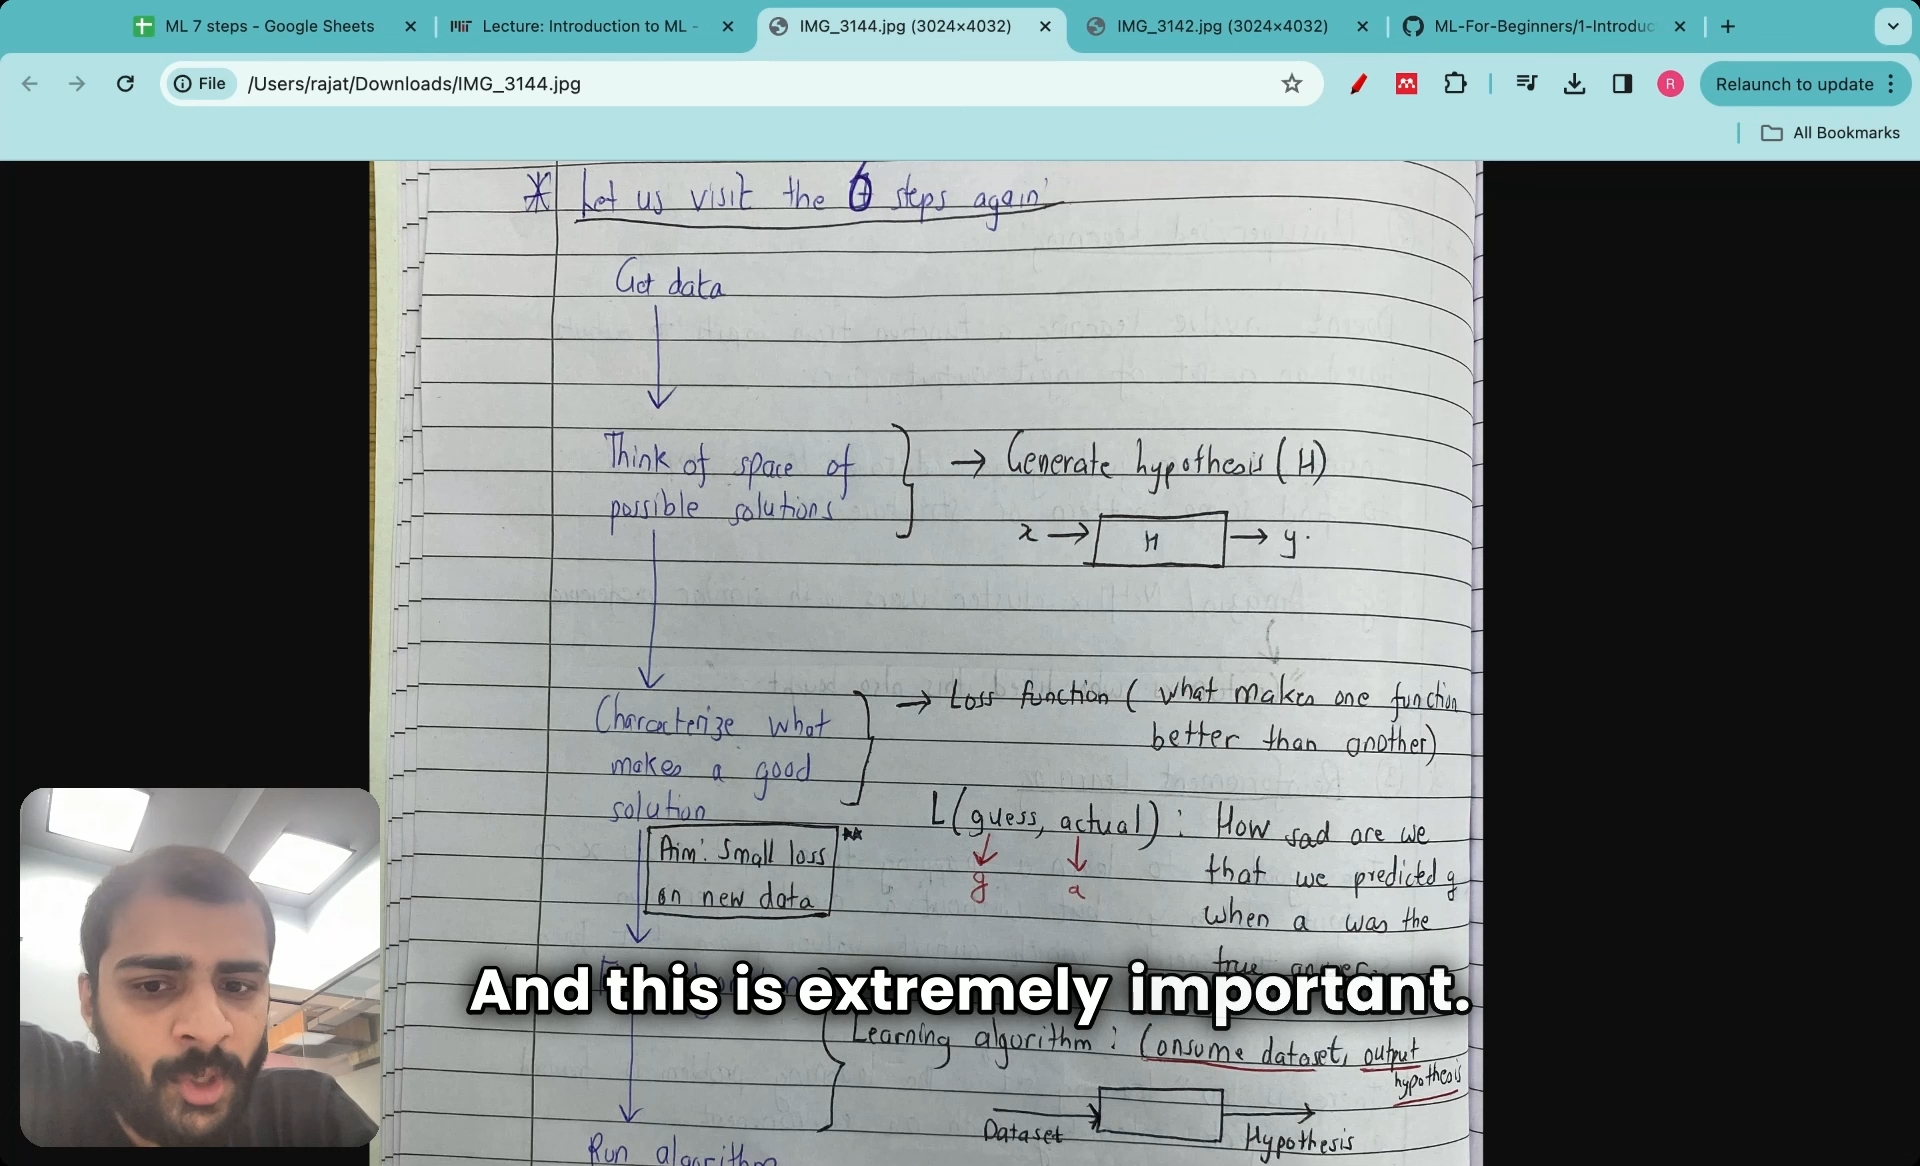 ML 7 steps - Google Sheets
Lecture: Introduction to ML -
IMG_3144.jpg (3024×4032)
IMG_3142.jpg (3024×4032)
ML-For-Beginners/1-Introduc
File
/Users/rajat/Downloads/IMG_3144.jpg
R
Relaunch to update
All Bookmarks
Let us visit the 6 steps again
Get data
Think of space of
possible solutions
→ Generate hypothesis (H)
x → H → y.
Characterize what
makes a good
solution
→ Loss function ( what makes one function
better than another)
L(guess, actual) : How sad are we
g a
that we predicted g
when a was the
true answer.
Aim: Small loss
on new data
And this is extremely important.
Learning algorithm : Consume dataset, output
hypothesis
Dataset
Hypothesis
Run algorithm